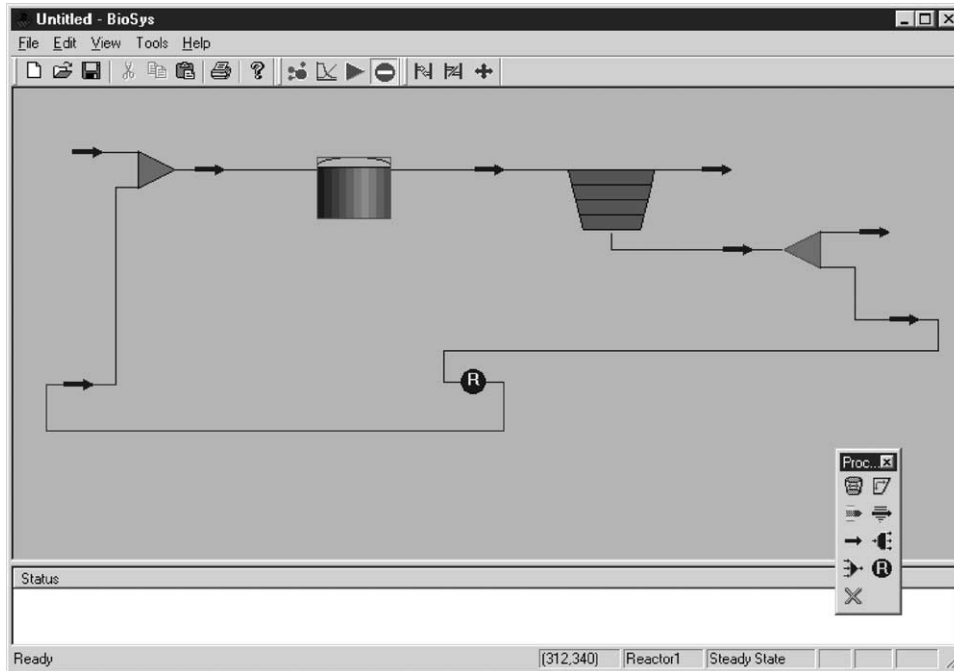 Untitled - BioSys
File Edit View Tools Help
R
Proc...
R
Status
Ready (312,340) Reactor1 Steady State